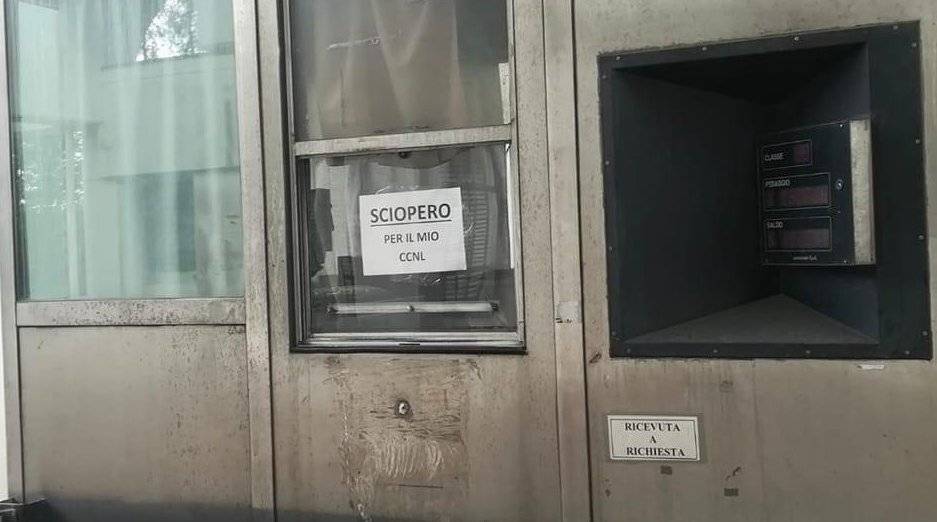 SCIOPERO
PER IL MIO
CCNL
CLASSE
PEDAGGIO
SALDO
RICEVUTA
A
RICHIESTA